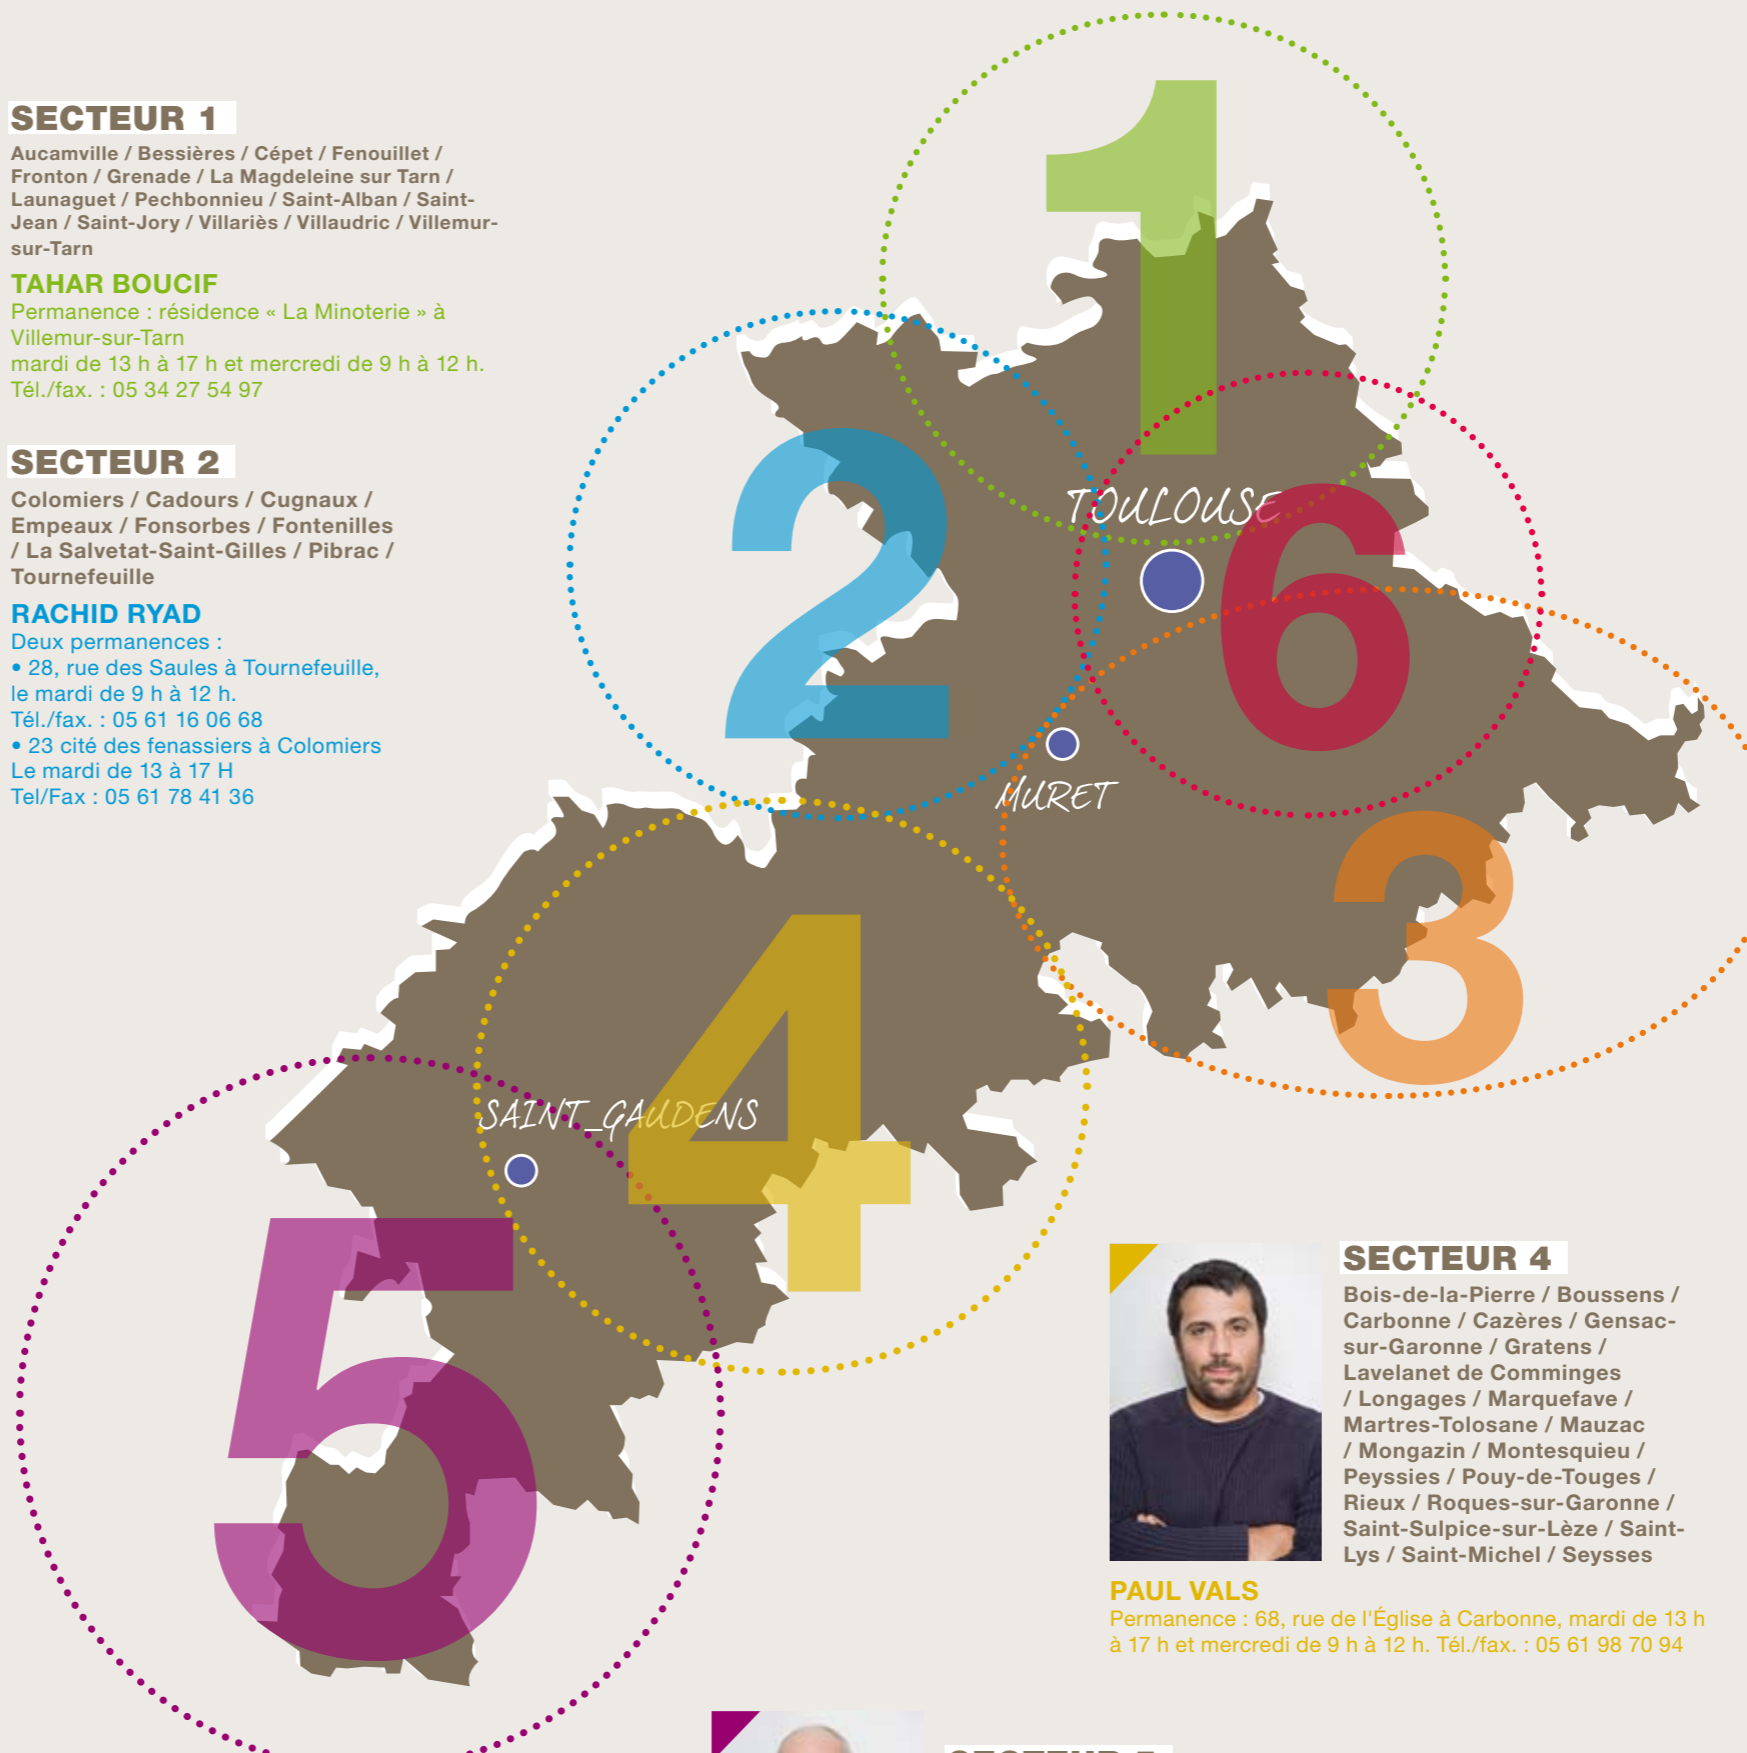 SECTEUR 1
Aucamville / Bessières / Cépet / Fenouillet /
Fronton / Grenade / La Magdeleine sur Tarn /
Launaguet / Pechbonnieu / Saint-Alban / Saint-
Jean / Saint-Jory / Villariès / Villaudric / Villemur-
sur-Tarn
TAHAR BOUCIF
Permanence : résidence « La Minoterie » à
Villemur-sur-Tarn
mardi de 13 h à 17 h et mercredi de 9 h à 12 h.
Tél./fax. : 05 34 27 54 97
SECTEUR 2
Colomiers / Cadours / Cugnaux /
Empeaux / Fonsorbes / Fontenilles
/ La Salvetat-Saint-Gilles / Pibrac /
Tournefeuille
RACHID RYAD
Deux permanences :
• 28, rue des Saules à Tournefeuille,
le mardi de 9 h à 12 h.
Tél./fax. : 05 61 16 06 68
• 23 cité des fenassiers à Colomiers
Le mardi de 13 à 17 H
Tel/Fax : 05 61 78 41 36
1
2
TOULOUSE
6
MURET
3
4
SAINT_GAUDENS
5
SECTEUR 4
Bois-de-la-Pierre / Boussens /
Carbonne / Cazères / Gensac-
sur-Garonne / Gratens /
Lavelanet de Comminges
/ Longages / Marquefave /
Martres-Tolosane / Mauzac
/ Mongazin / Montesquieu /
Peyssies / Pouy-de-Touges /
Rieux / Roques-sur-Garonne /
Saint-Sulpice-sur-Lèze / Saint-
Lys / Saint-Michel / Seysses
PAUL VALS
Permanence : 68, rue de l'Église à Carbonne, mardi de 13 h
à 17 h et mercredi de 9 h à 12 h. Tél./fax. : 05 61 98 70 94